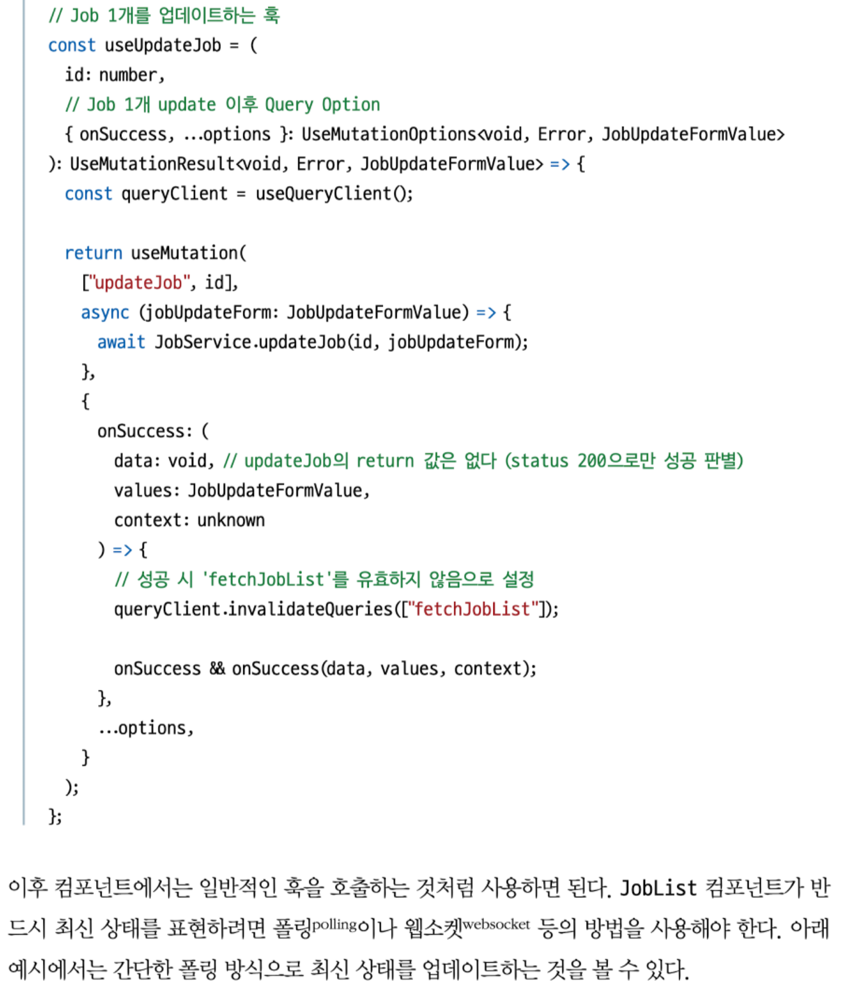 // Job 1개를 업데이트하는 훅
const useUpdateJob = (
  id: number,
  // Job 1개 update 이후 Query Option
  { onSuccess, ...options }: UseMutationOptions<void, Error, JobUpdateFormValue>
): UseMutationResult<void, Error, JobUpdateFormValue> => {
  const queryClient = useQueryClient();

  return useMutation(
    ["updateJob", id],
    async (jobUpdateForm: JobUpdateFormValue) => {
      await JobService.updateJob(id, jobUpdateForm);
    },
    {
      onSuccess: (
        data: void, // updateJob의 return 값은 없다 (status 200으로만 성공 판별)
        values: JobUpdateFormValue,
        context: unknown
      ) => {
        // 성공 시 'fetchJobList'를 유효하지 않음으로 설정
        queryClient.invalidateQueries(["fetchJobList"]);

        onSuccess && onSuccess(data, values, context);
      },
      ...options,
    }
  );
};

이후 컴포넌트에서는 일반적인 훅을 호출하는 것처럼 사용하면 된다. JobList 컴포넌트가 반
드시 최신 상태를 표현하려면 폴링polling이나 웹소켓websocket 등의 방법을 사용해야 한다. 아래
예시에서는 간단한 폴링 방식으로 최신 상태를 업데이트하는 것을 볼 수 있다.